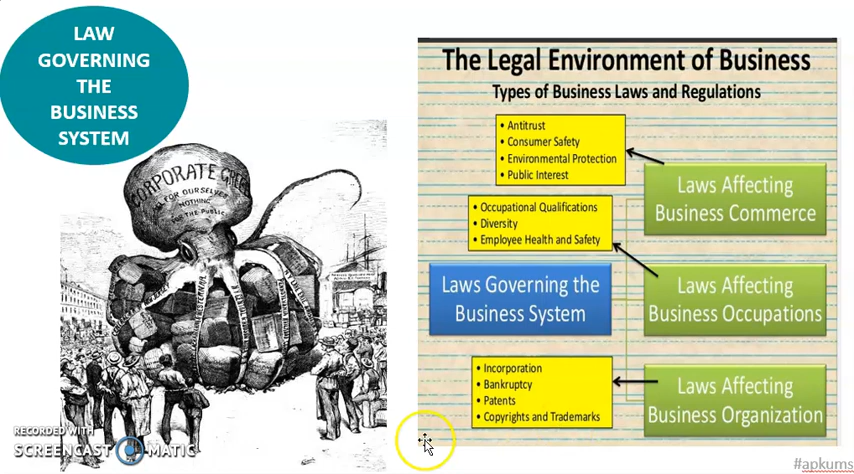 LAW
GOVERNING
THE
BUSINESS
SYSTEM
CORPORATE GREED
ALL FOR OURSELVES
NOTHING
FOR THE PUBLIC
RECORDED WITH
SCREENCAST MATIC
The Legal Environment of Business
Types of Business Laws and Regulations
• Antitrust
• Consumer Safety
• Environmental Protection
• Public Interest
Laws Affecting
Business Commerce
• Occupational Qualifications
• Diversity
• Employee Health and Safety
Laws Governing the
Business System
Laws Affecting
Business Occupations
• Incorporation
• Bankruptcy
• Patents
• Copyrights and Trademarks
Laws Affecting
Business Organization
#apkums